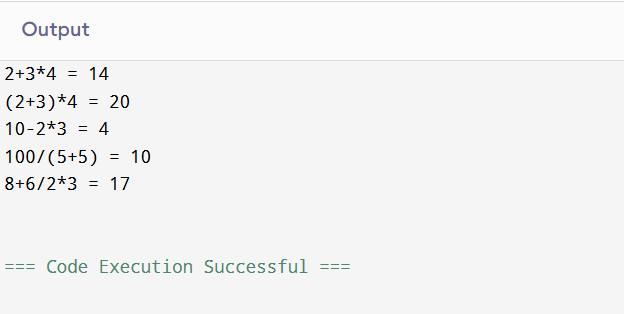 Output
2+3*4 = 14
(2+3)*4 = 20
10-2*3 = 4
100/(5+5) = 10
8+6/2*3 = 17
=== Code Execution Successful ===